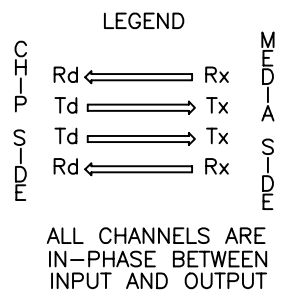 LEGEND
CHIP SIDE
Rd Rx
Td Tx
Td Tx
Rd Rx
MEDIA SIDE
ALL CHANNELS ARE
IN-PHASE BETWEEN
INPUT AND OUTPUT